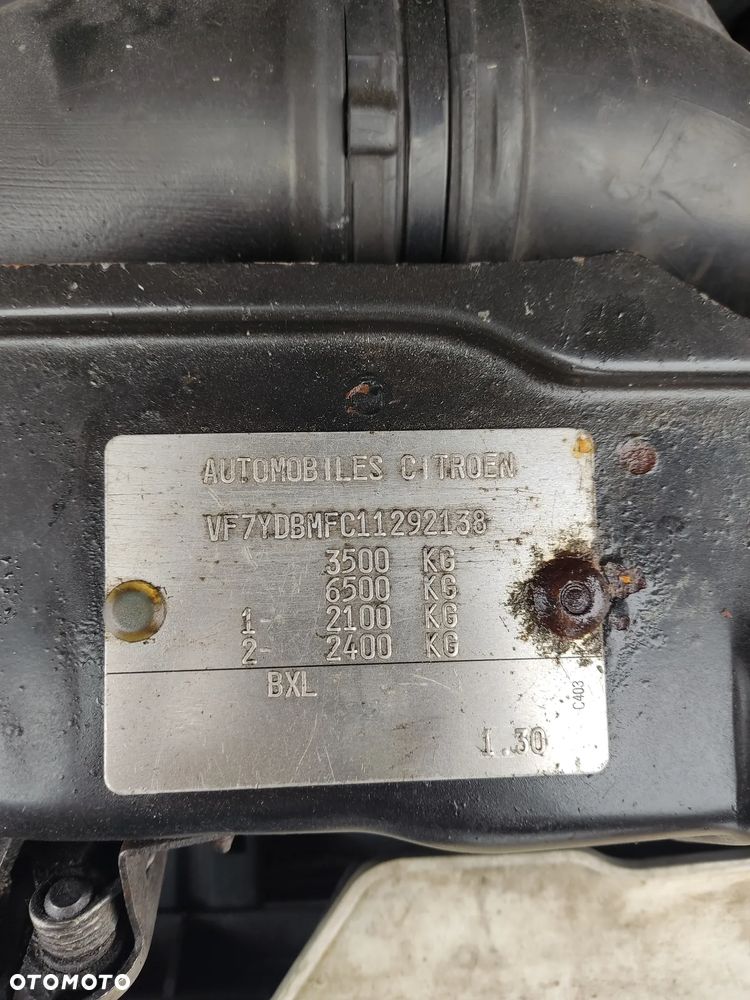 AUTOMOBILES CITROEN
VF7YDBMFC11292138
3500 KG
6500 KG
1- 2100 KG
2- 2400 KG
BXL
C403
1.30
OTOMOTO